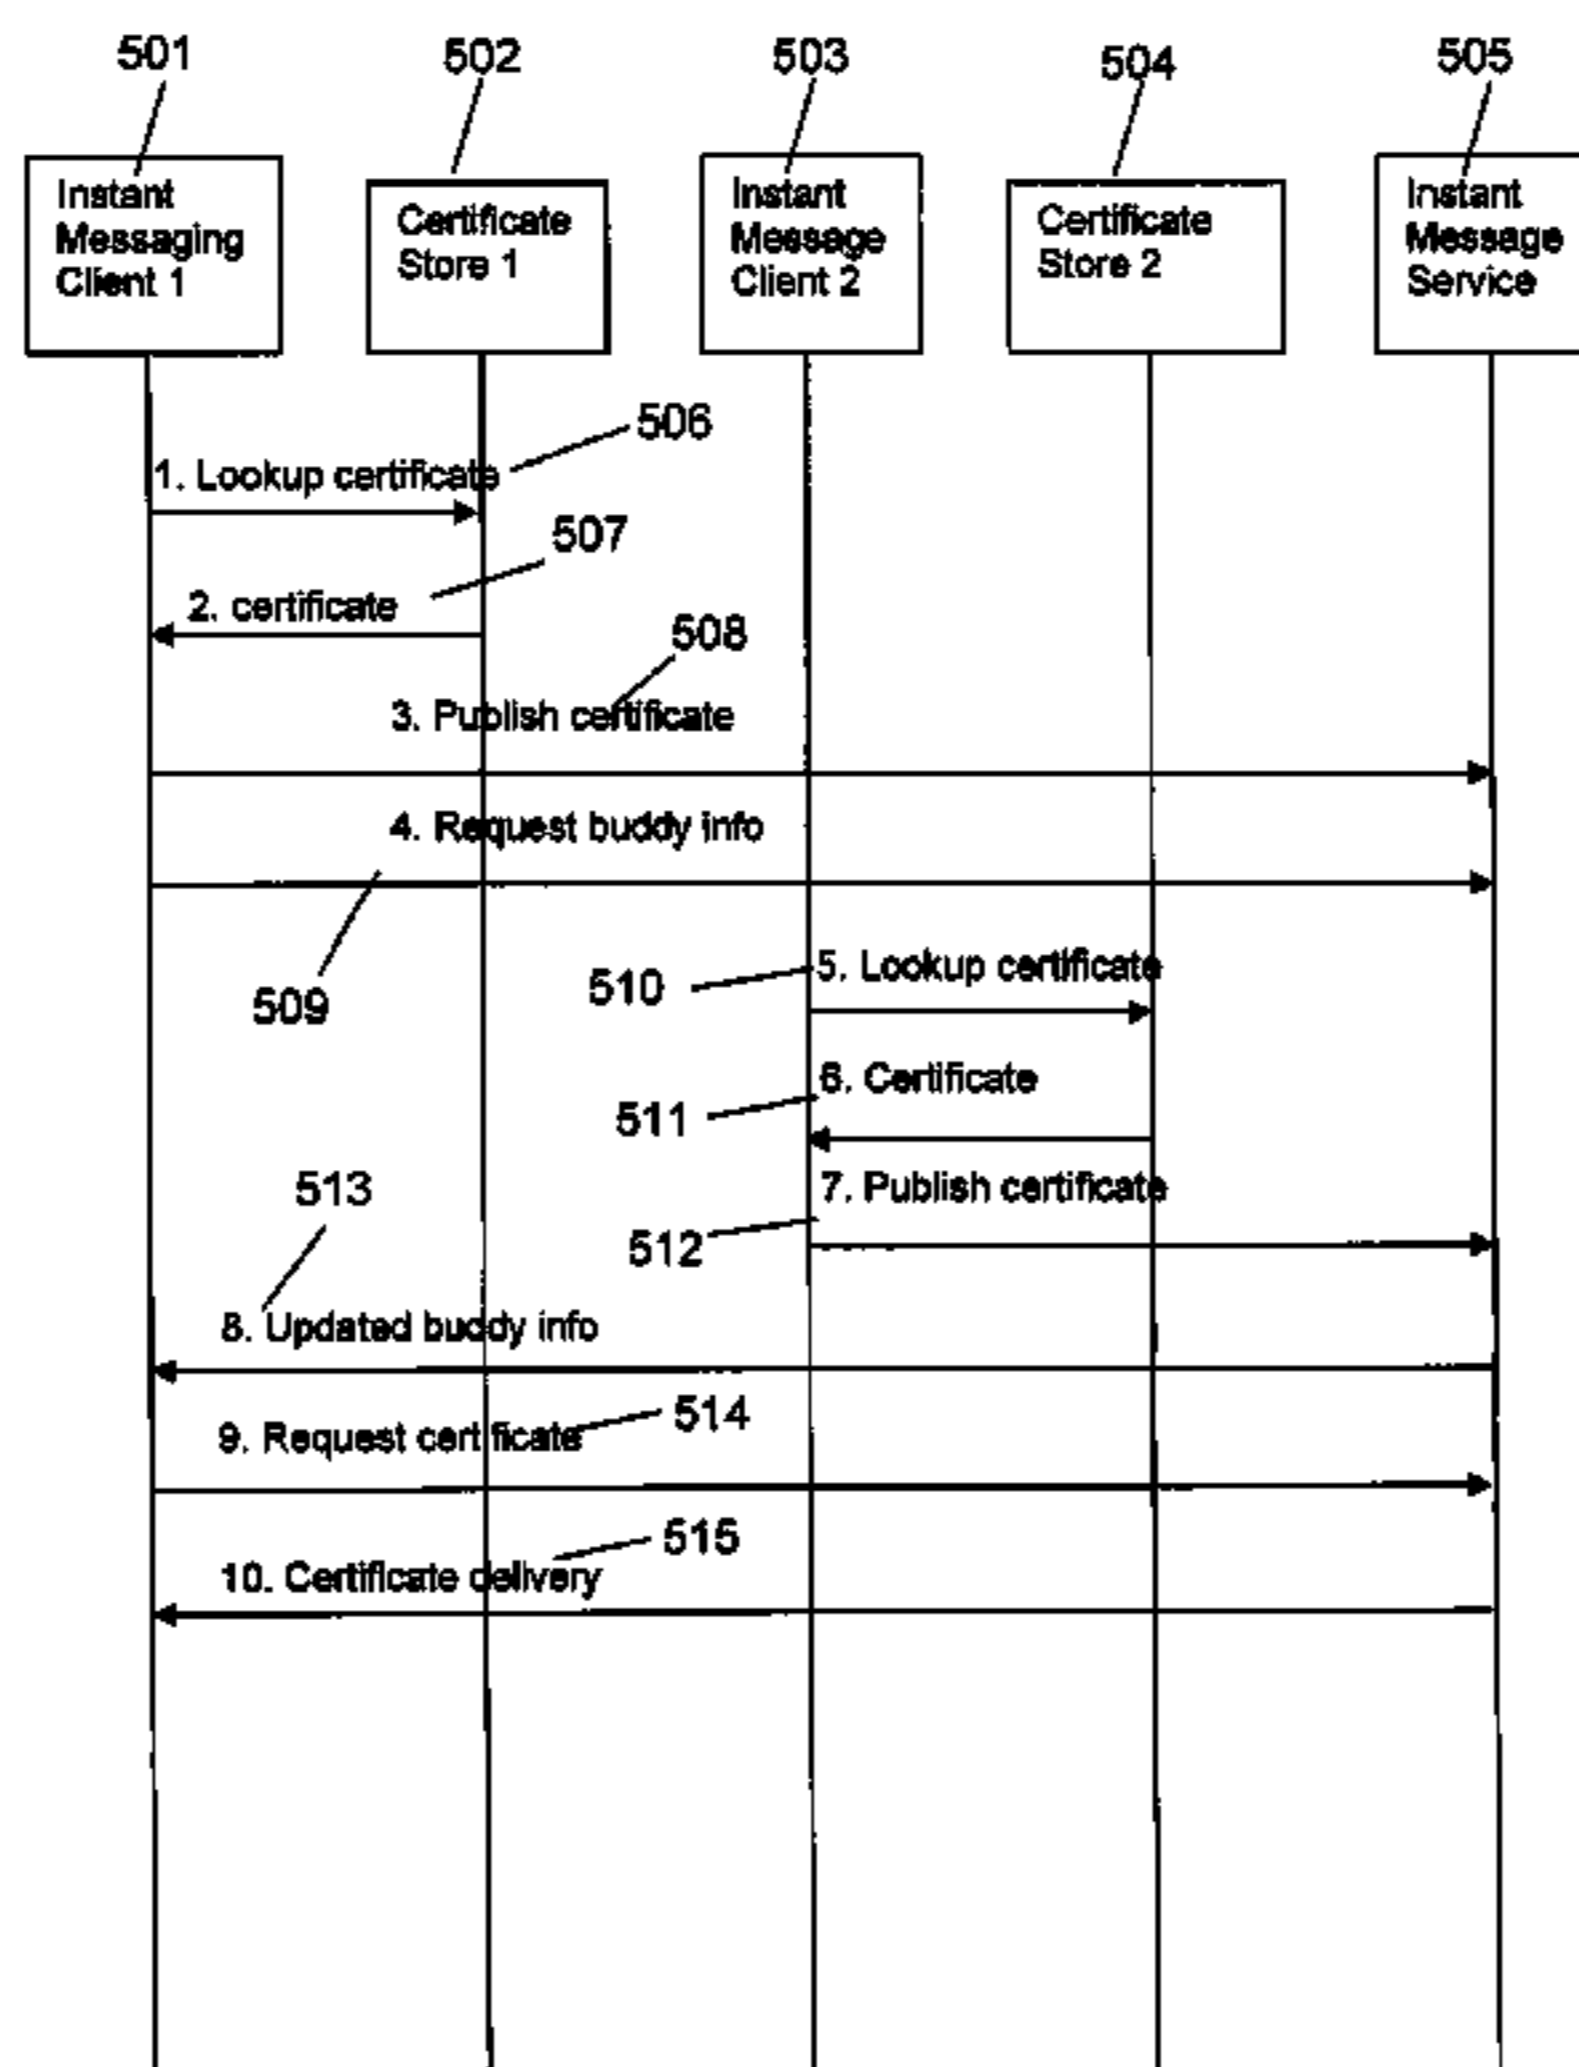 501
502
503
504
505
Instant
Messaging
Client 1
Certificate
Store 1
Instant
Message
Client 2
Certificate
Store 2
Instant
Message
Service
506
1. Lookup certificate
507
2. certificate
508
3. Publish certificate
4. Request buddy info
509
510
5. Lookup certificate
6. Certificate
511
513
7. Publish certificate
512
8. Updated buddy info
514
9. Request certificate
515
10. Certificate delivery